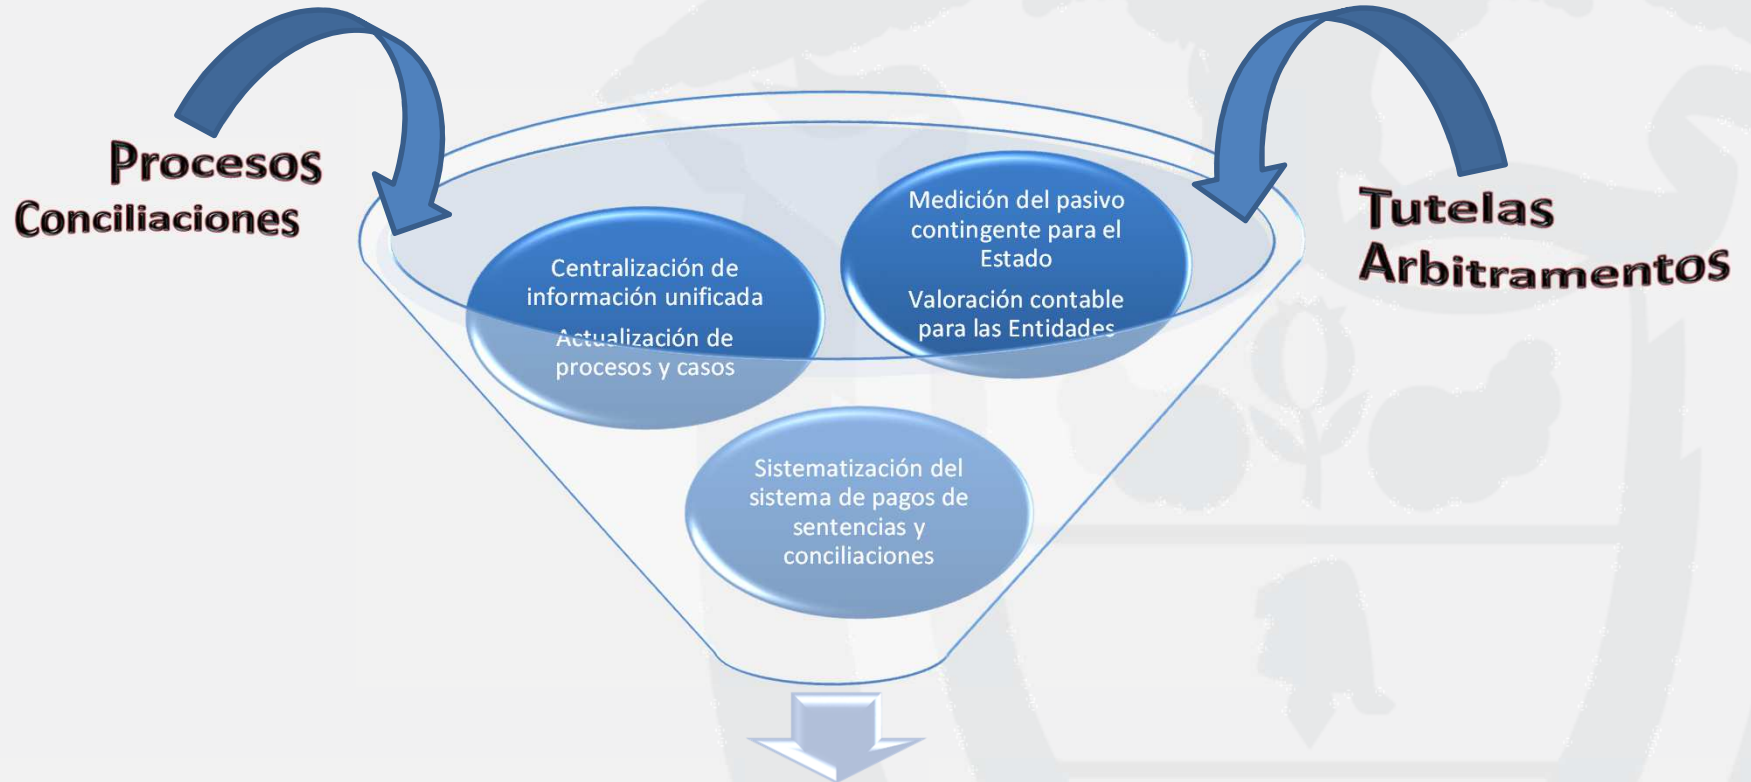 Procesos
Conciliaciones
Tutelas
Arbitramentos
Medición del pasivo
contingente para el
Estado
Valoración contable
para las Entidades
Centralización de
información unificada
Actualización de
procesos y casos
Sistematización del
sistema de pagos de
sentencias y
conciliaciones